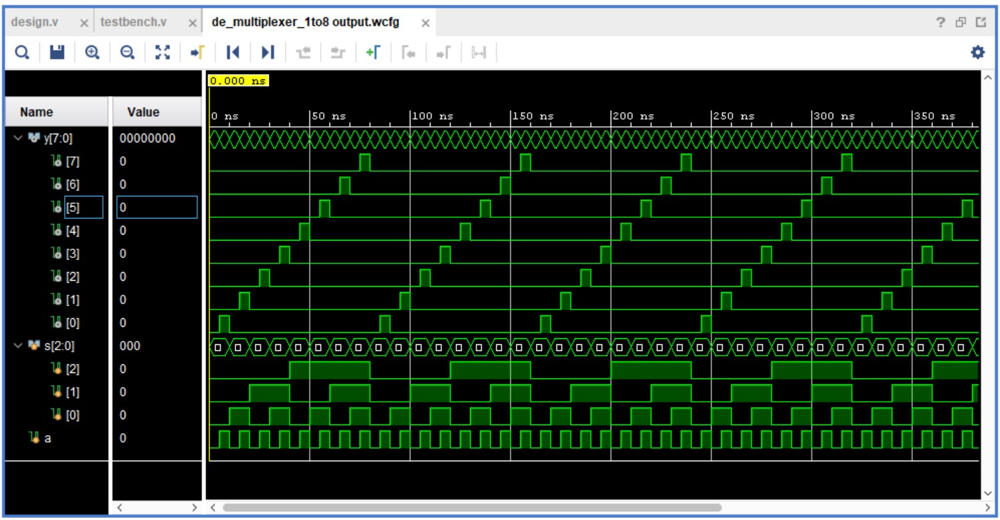 design.v × testbench.v × de_multiplexer_1to8 output.wcfg × ?
0.000 ns
Name Value 0 ns 50 ns 100 ns 150 ns 200 ns 250 ns 300 ns 350 ns
y[7:0] 00000000
[7] 0
[6] 0
[5] 0
[4] 0
[3] 0
[2] 0
[1] 0
[0] 0
s[2:0] 000
[2] 0
[1] 0
[0] 0
a 0